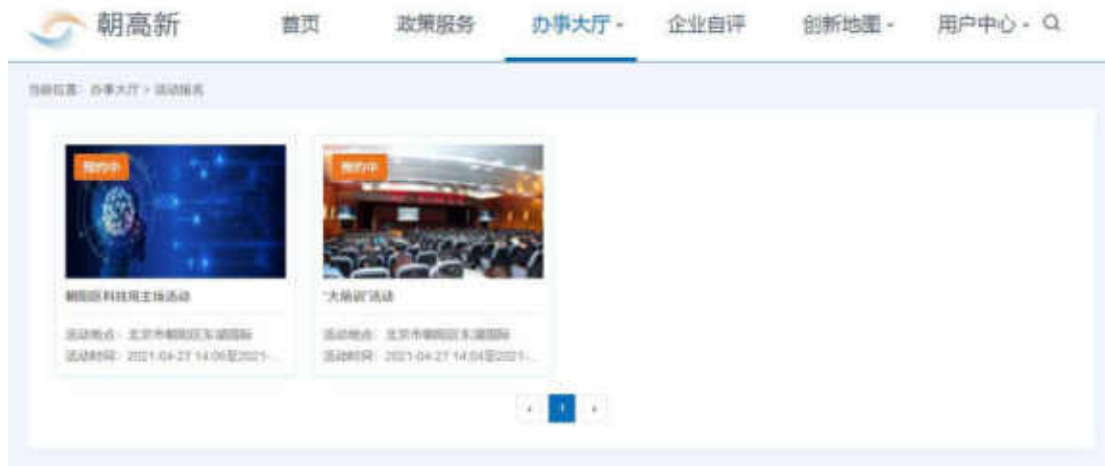 朝高新
首页
政策服务
办事大厅
企业自评
创新地图
用户中心
当前位置：办事大厅 > 活动报名
预约中
预约中
朝阳区科技周主场活动
"大培训"活动
活动地点：北京市朝阳区东湖国际
活动地点：北京市朝阳区东湖国际
活动时间：2021-04-27 14:06至2021-...
活动时间：2021-04-27 14:04至2021-...
1